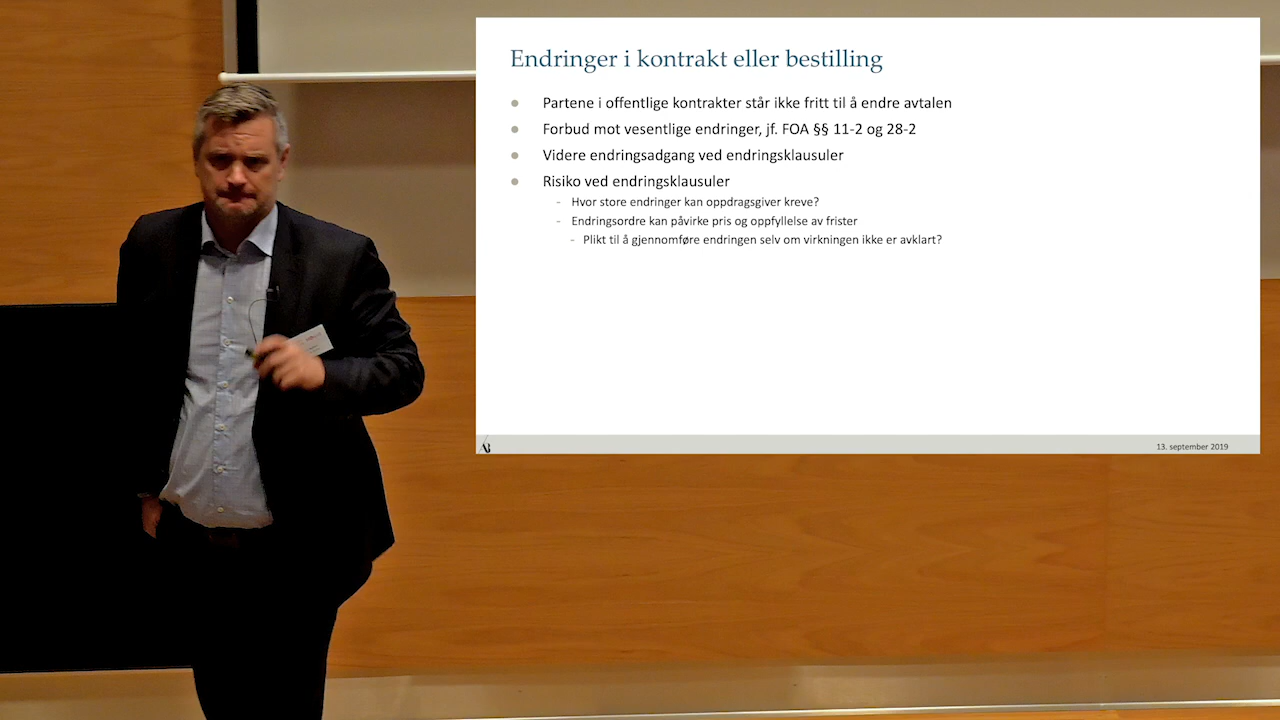 Endringer i kontrakt eller bestilling
Partene i offentlige kontrakter står ikke fritt til å endre avtalen
Forbud mot vesentlige endringer, jf. FOA §§ 11-2 og 28-2
Videre endringsadgang ved endringsklausuler
Risiko ved endringsklausuler
- Hvor store endringer kan oppdragsgiver kreve?
- Endringsordre kan påvirke pris og oppfyllelse av frister
- Plikt til å gjennomføre endringen selv om virkningen ikke er avklart?
13. september 2019